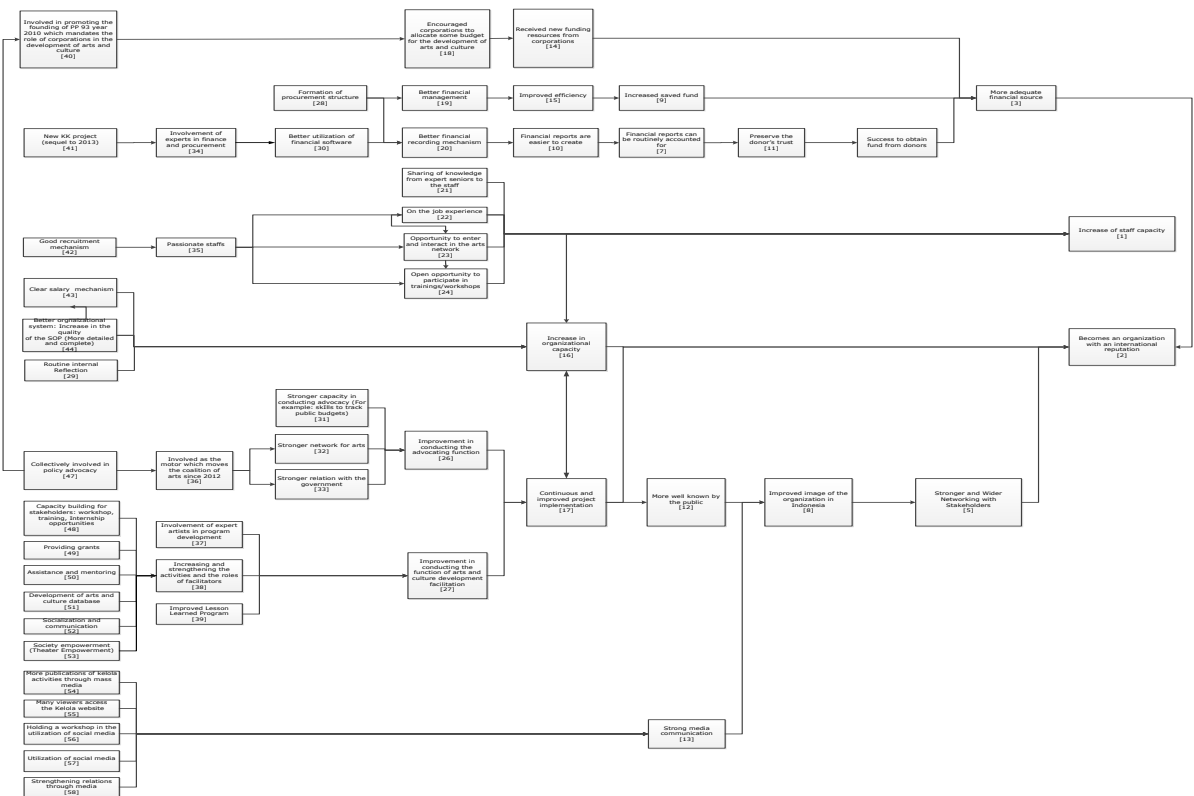 Involved in promoting the
founding of PP 93 year
2010 which mandates the
role of corporations in the
development of arts and
culture
[40]
Encouraged
corporations tto
allocate some budget
for the development of
arts and culture
[18]
Received new funding
resources from
corporations
[14]
Formation of
procurement structure
[28]
Better financial
management
[19]
Improved efficiency
[15]
Increased saved fund
[9]
More adequate
financial source
[3]
New KK project
(sequel to 2013)
[41]
Involvement of
experts in finance
and procurement
[34]
Better utilization of
financial software
[30]
Better financial
recording mechanism
[20]
Financial reports are
easier to create
[10]
Financial reports can
be routinely accounted
for
[7]
Preserve the
donor's trust
[11]
Success to obtain
fund from donors
Sharing of knowledge
from expert seniors to
the staff
[21]
On the job experience
[22]
Good recruitment
mechanism
[42]
Passionate staffs
[35]
Opportunity to enter
and interact in the arts
network
[23]
Open opportunity to
participate in
trainings/workshops
[24]
Increase of staff capacity
[1]
Clear salary mechanism
[43]
Better orghaizational
system: Increase in the
quality
of the SOP (More detailed
and complete)
[44]
Routine internal
Reflection
[29]
Increase in
organizational
capacity
[16]
Becomes an organization
with an international
reputation
[2]
Stronger capacity in
conducting advocacy (For
example: skills to track
public budgets)
[31]
Collectively involved in
policy advocacy
[47]
Involved as the
motor which moves
the coalition of
arts since 2012
[36]
Stronger network for arts
[32]
Stronger relation with the
government
[33]
Improvement in
conducting the
advocating function
[26]
Continuous and
improved project
implementation
[17]
More well known by
the public
[12]
Improved image of the
organization in
Indonesia
[8]
Stronger and Wider
Networking with
Stakeholders
[5]
Capacity building for
stakeholders: workshop,
training, Internship
opportunities
[48]
Providing grants
[49]
Assistance and mentoring
[50]
Development of arts and
culture database
[51]
Socialization and
communication
[52]
Society empowerment
(Theater Empowerment)
[53]
Involvement of expert
artists in program
development
[37]
Increasing and
strengthening the
activities and the roles
of facilitators
[38]
Improved Lesson
Learned Program
[39]
Improvement in
conducting the
function of arts and
culture development
facilitation
[27]
More publications of kelola
activities through mass
media
[54]
Many viewers access
the Kelola website
[55]
Holding a workshop in the
utilization of social media
[56]
Utilization of social media
[57]
Strengthening relations
through media
[58]
Strong media
communication
[13]